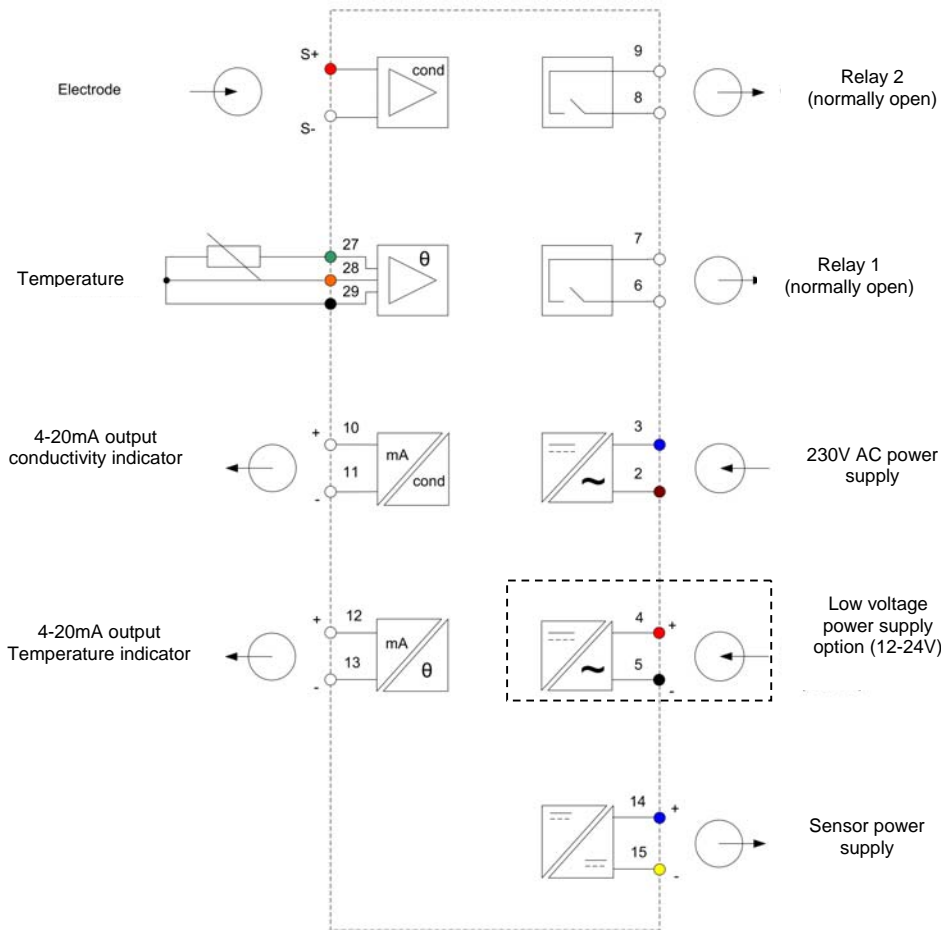 S+
cond
Electrode
S-
9
8
Relay 2
(normally open)
27
28
29
θ
Temperature
7
6
Relay 1
(normally open)
4-20mA output
conductivity indicator
+
10
11
-
mA
cond
3
2
~
230V AC power
supply
4-20mA output
Temperature indicator
+
12
13
-
mA
θ
4
+
5
-
~
Low voltage
power supply
option (12-24V)
14
+
15
-
Sensor power
supply